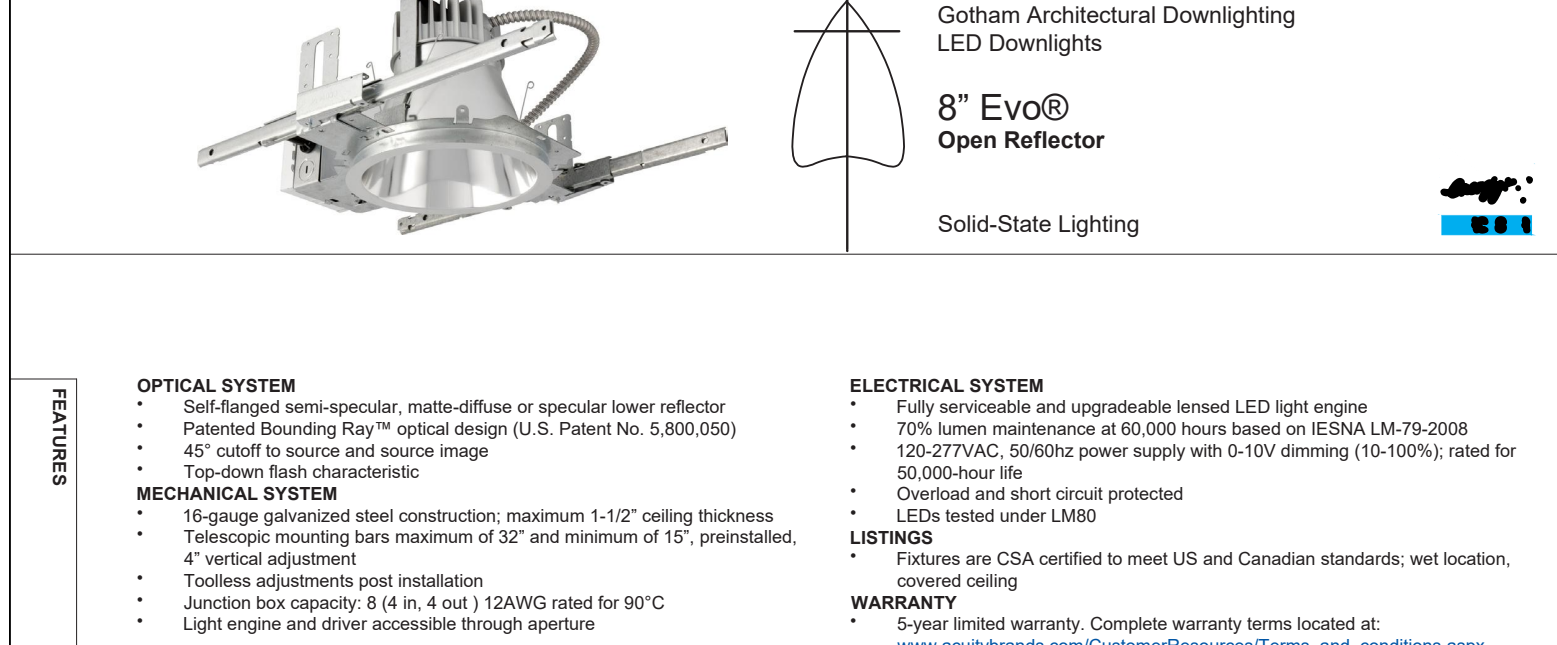 Gotham Architectural Downlighting
LED Downlights
8” Evo®
Open Reflector
Solid-State Lighting
FEATURES
OPTICAL SYSTEM
• Self-flanged semi-specular, matte-diffuse or specular lower reflector
• Patented Bounding Ray™ optical design (U.S. Patent No. 5,800,050)
• 45° cutoff to source and source image
• Top-down flash characteristic
MECHANICAL SYSTEM
• 16-gauge galvanized steel construction; maximum 1-1/2” ceiling thickness
• Telescopic mounting bars maximum of 32” and minimum of 15”, preinstalled,
4” vertical adjustment
• Toolless adjustments post installation
• Junction box capacity: 8 (4 in, 4 out ) 12AWG rated for 90°C
• Light engine and driver accessible through aperture
ELECTRICAL SYSTEM
• Fully serviceable and upgradeable lensed LED light engine
• 70% lumen maintenance at 60,000 hours based on IESNA LM-79-2008
• 120-277VAC, 50/60hz power supply with 0-10V dimming (10-100%); rated for
50,000-hour life
• Overload and short circuit protected
• LEDs tested under LM80
LISTINGS
• Fixtures are CSA certified to meet US and Canadian standards; wet location,
covered ceiling
WARRANTY
• 5-year limited warranty. Complete warranty terms located at:
www.acuitybrands.com/CustomerResources/Terms_and_conditions.aspx